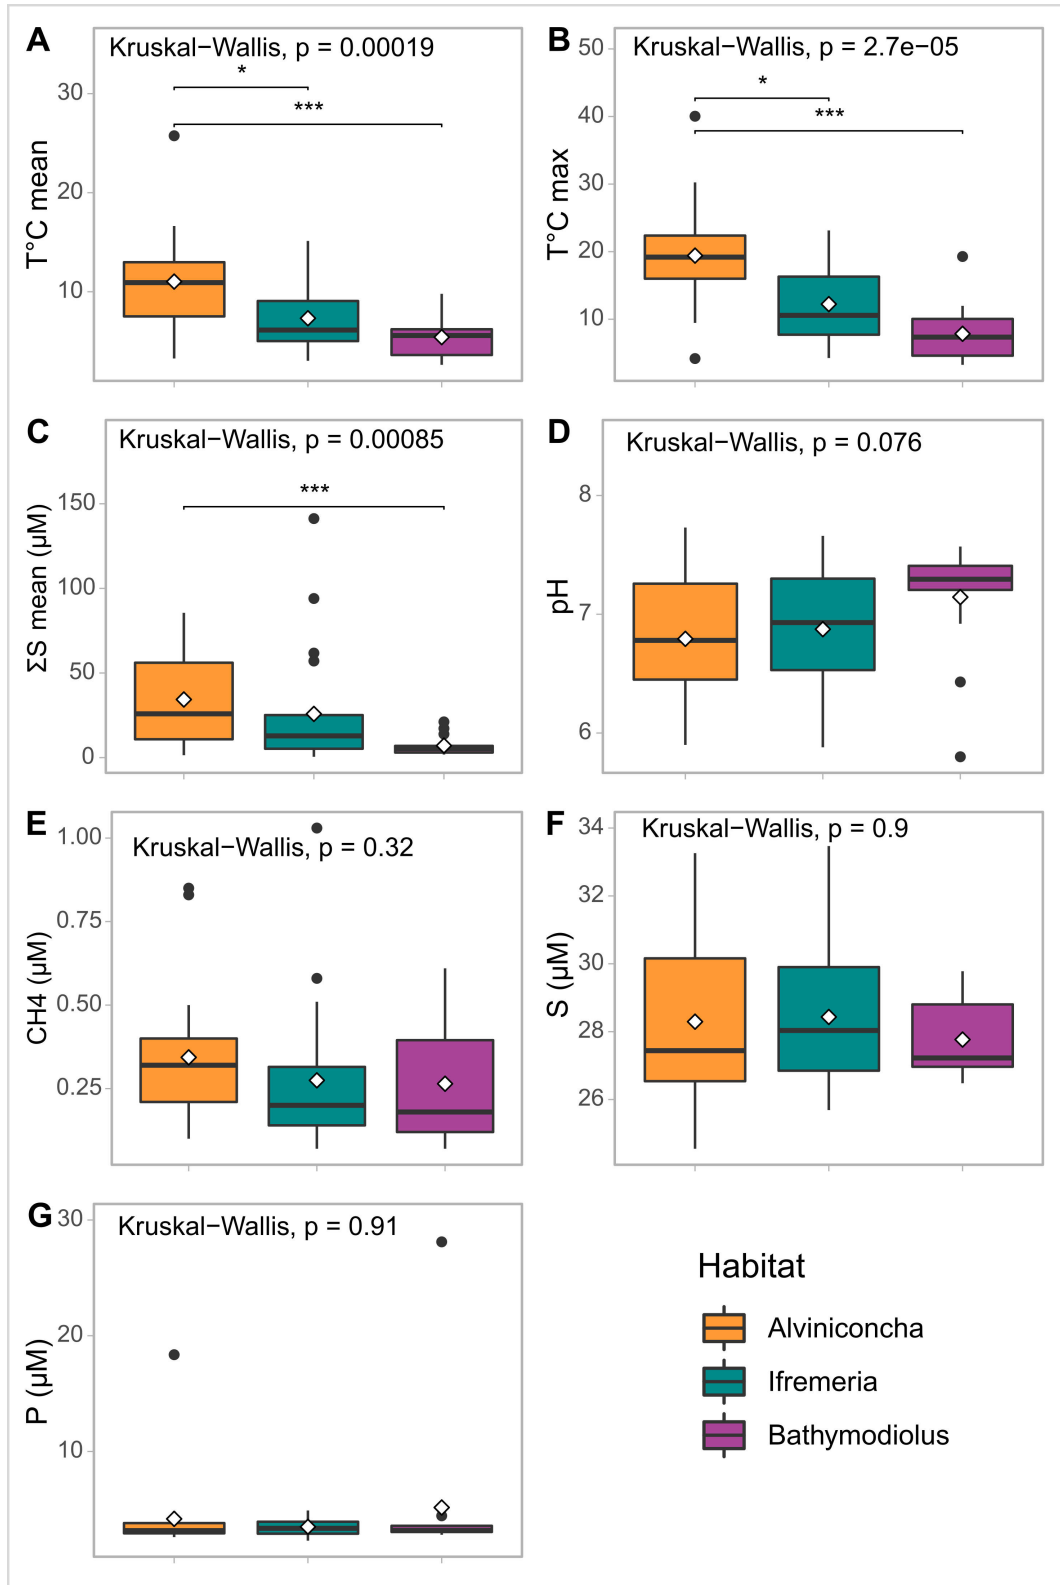 A
Kruskal−Wallis, p = 0.00019
*
***
30
20
10
T°C mean
B
Kruskal−Wallis, p = 2.7e−05
*
***
50
40
30
20
10
T°C max
C
Kruskal−Wallis, p = 0.00085
***
150
100
50
0
ΣS mean (µM)
D
Kruskal−Wallis, p = 0.076
8
7
6
pH
E
Kruskal−Wallis, p = 0.32
1.00
0.75
0.50
0.25
CH4 (µM)
F
Kruskal−Wallis, p = 0.9
34
32
30
28
26
S (µM)
G
Kruskal−Wallis, p = 0.91
30
20
10
P (µM)
Habitat
Alviniconcha
Ifremeria
Bathymodiolus